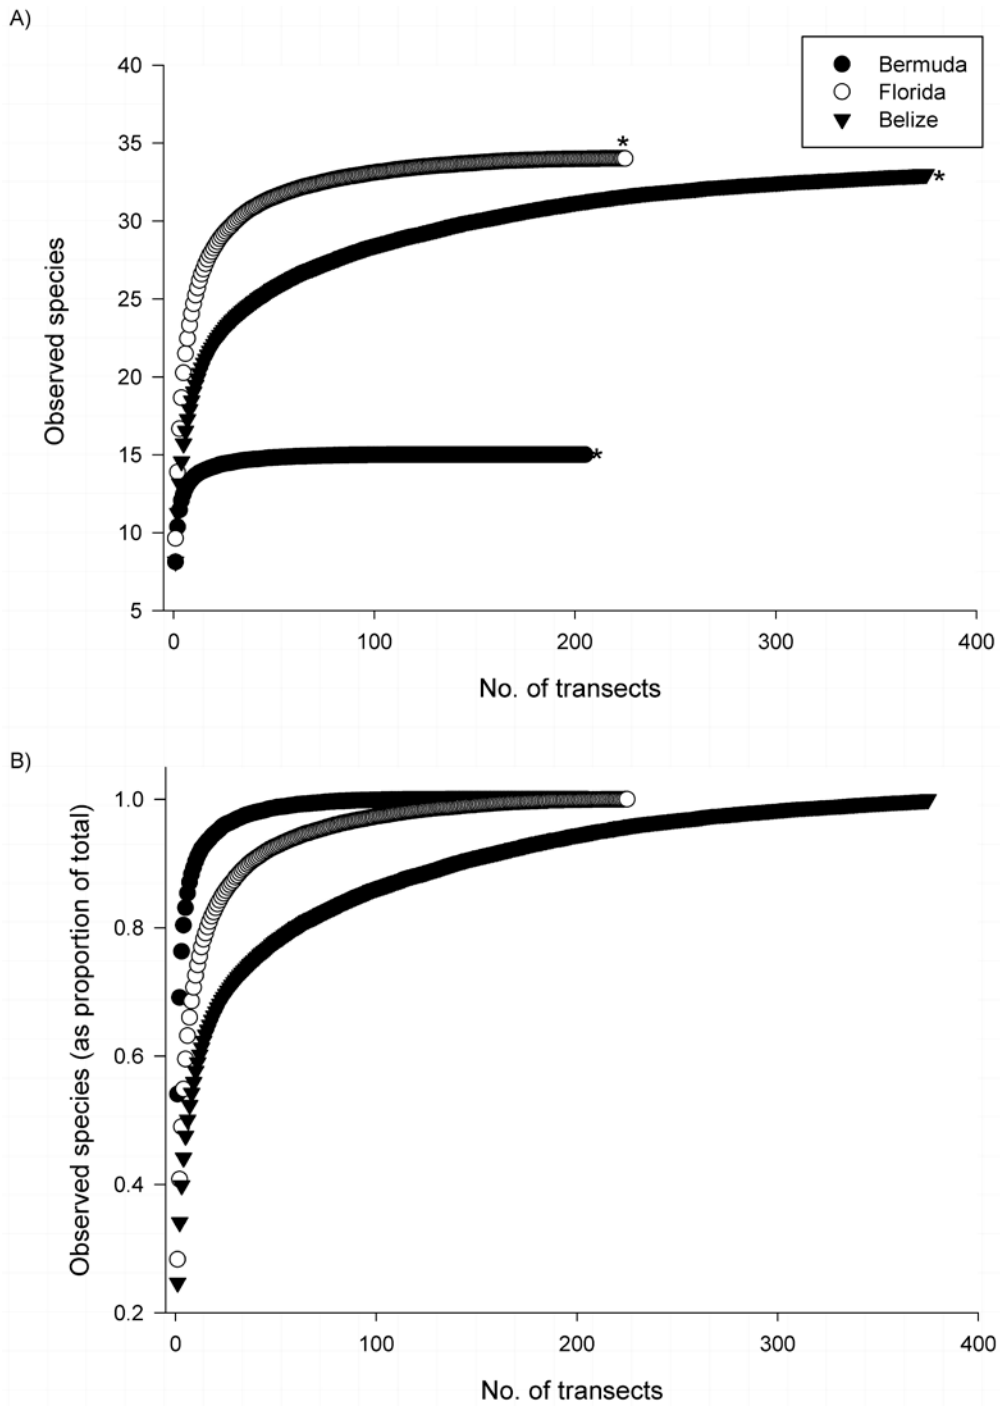 A)
40
35
30
25
20
15
10
5
Observed species
Bermuda
Florida
Belize
*
*
*
0 100 200 300 400
No. of transects
B)
1.0
0.8
0.6
0.4
0.2
Observed species (as proportion of total)
0 100 200 300 400
No. of transects